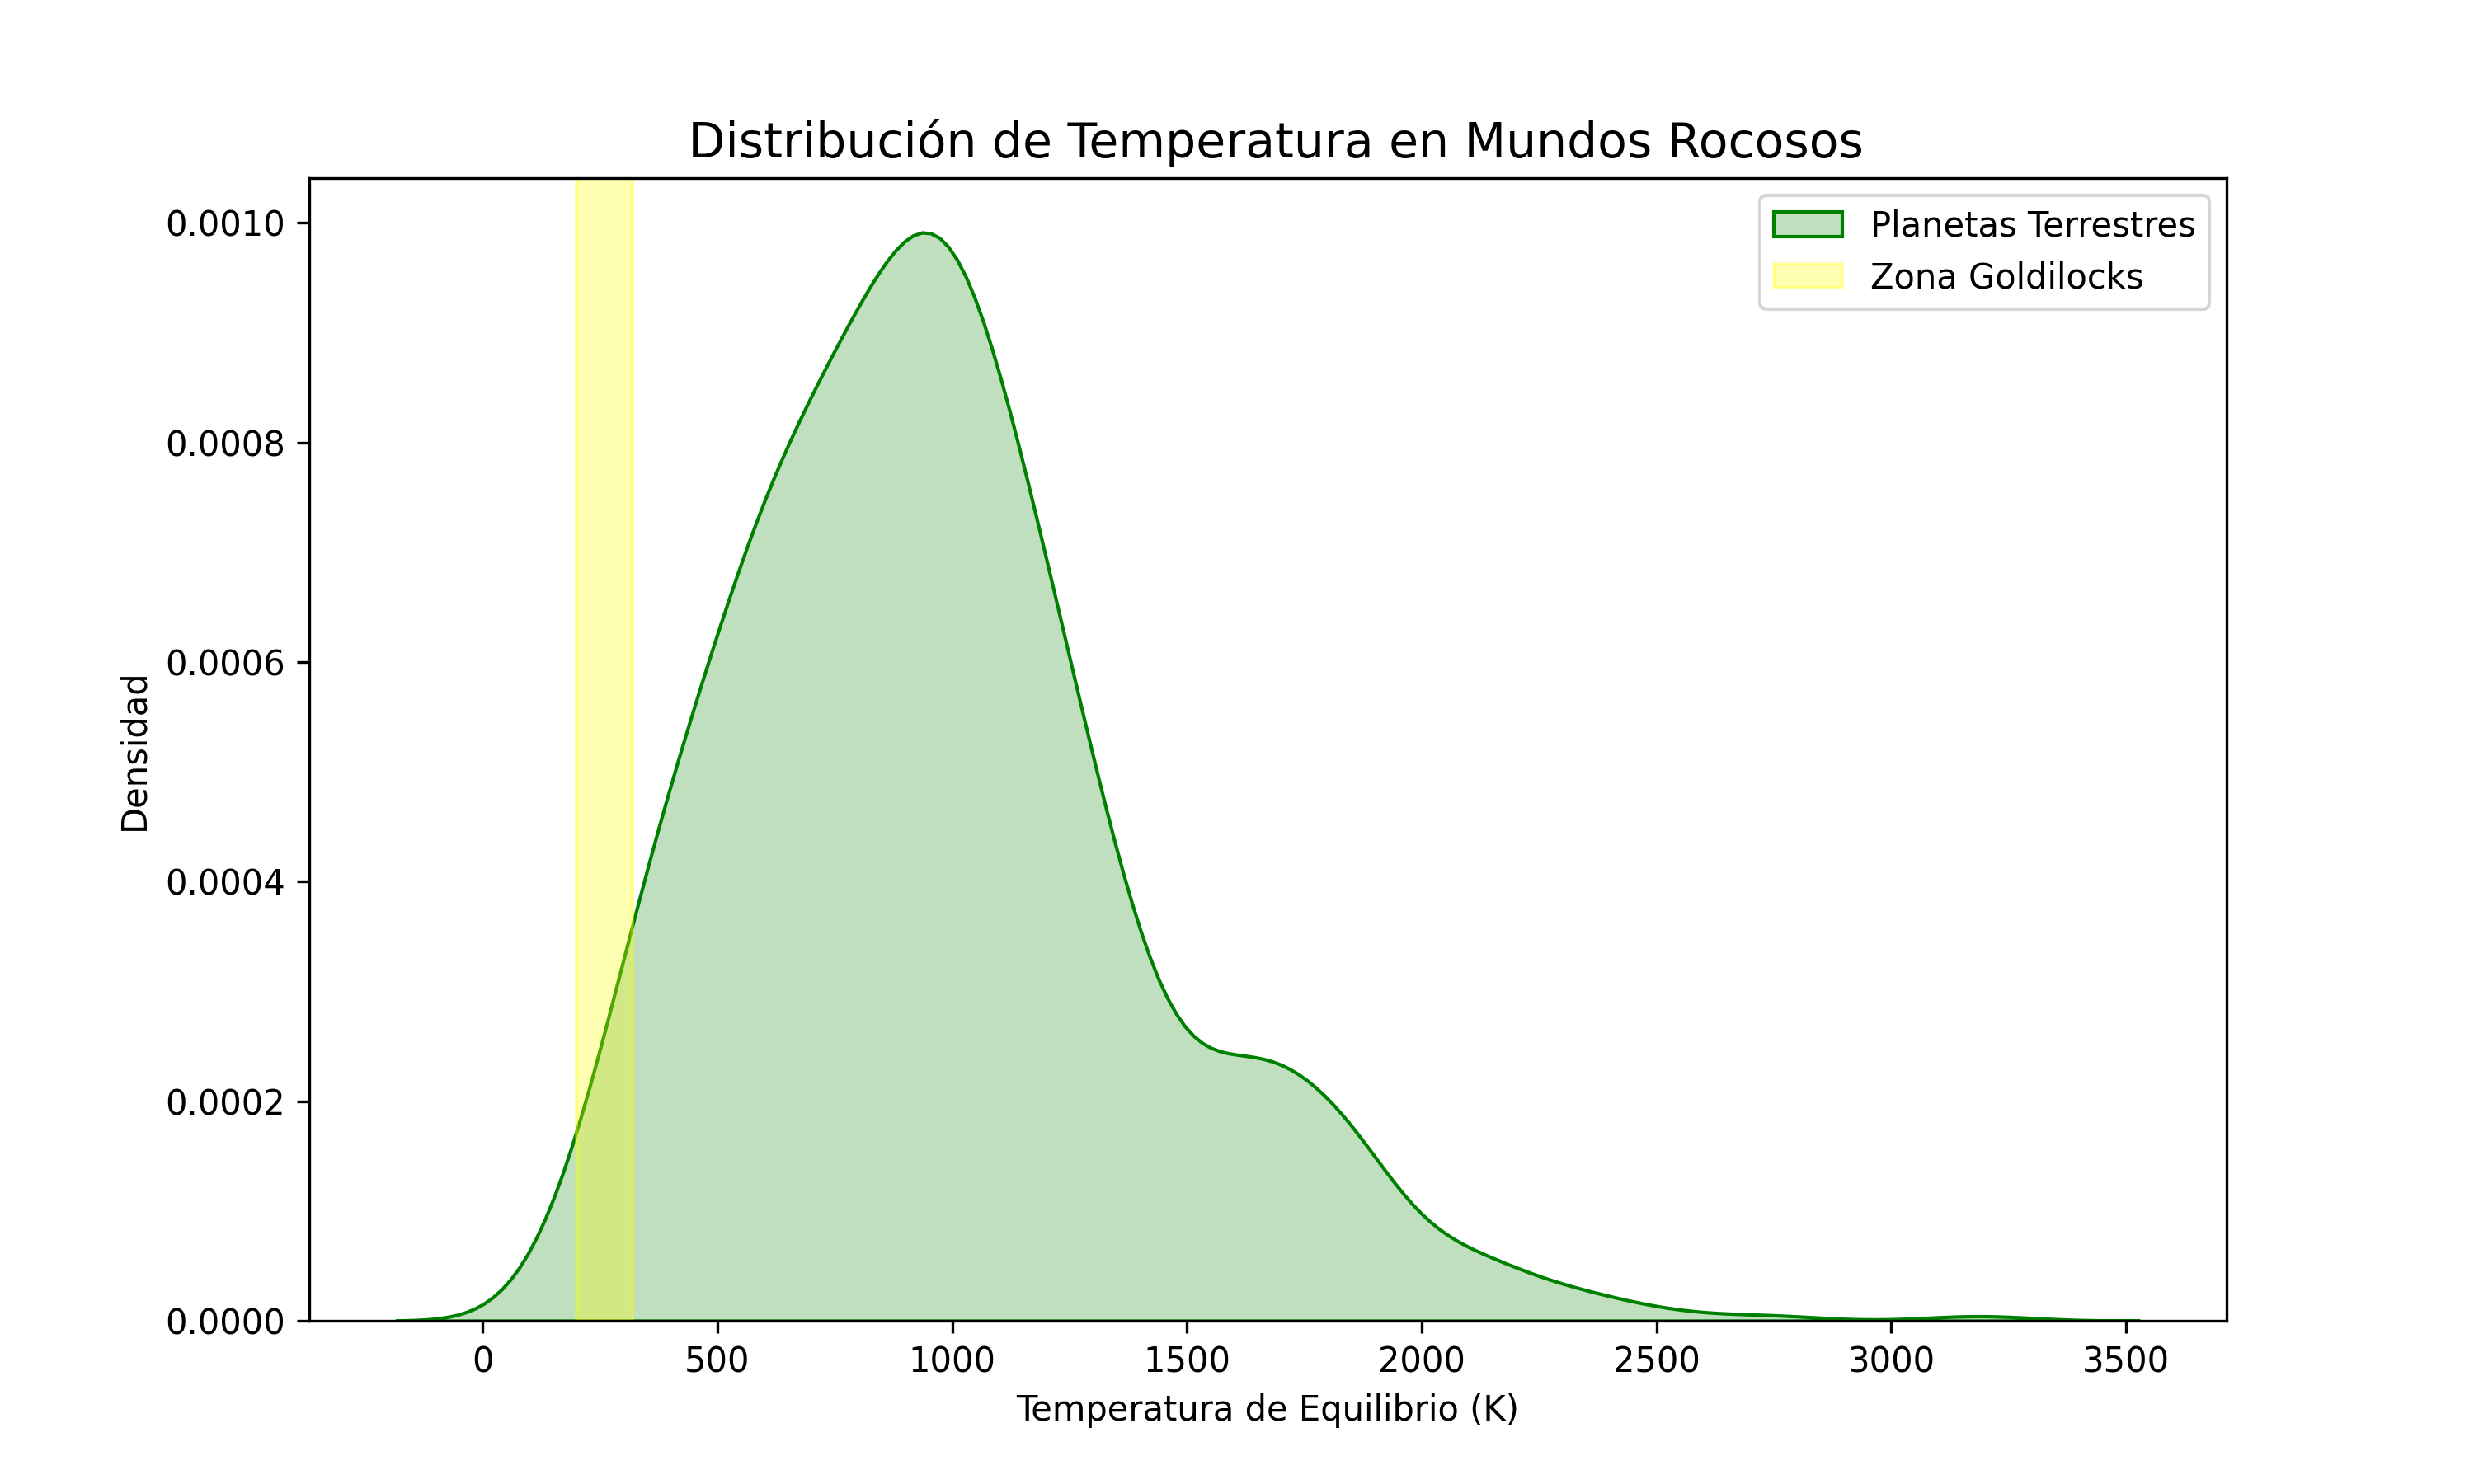 Distribución de Temperatura en Mundos Rocosos
Planetas Terrestres
Zona Goldilocks
0.0010
0.0008
0.0006
0.0004
0.0002
0.0000
Densidad
0 500 1000 1500 2000 2500 3000 3500
Temperatura de Equilibrio (K)